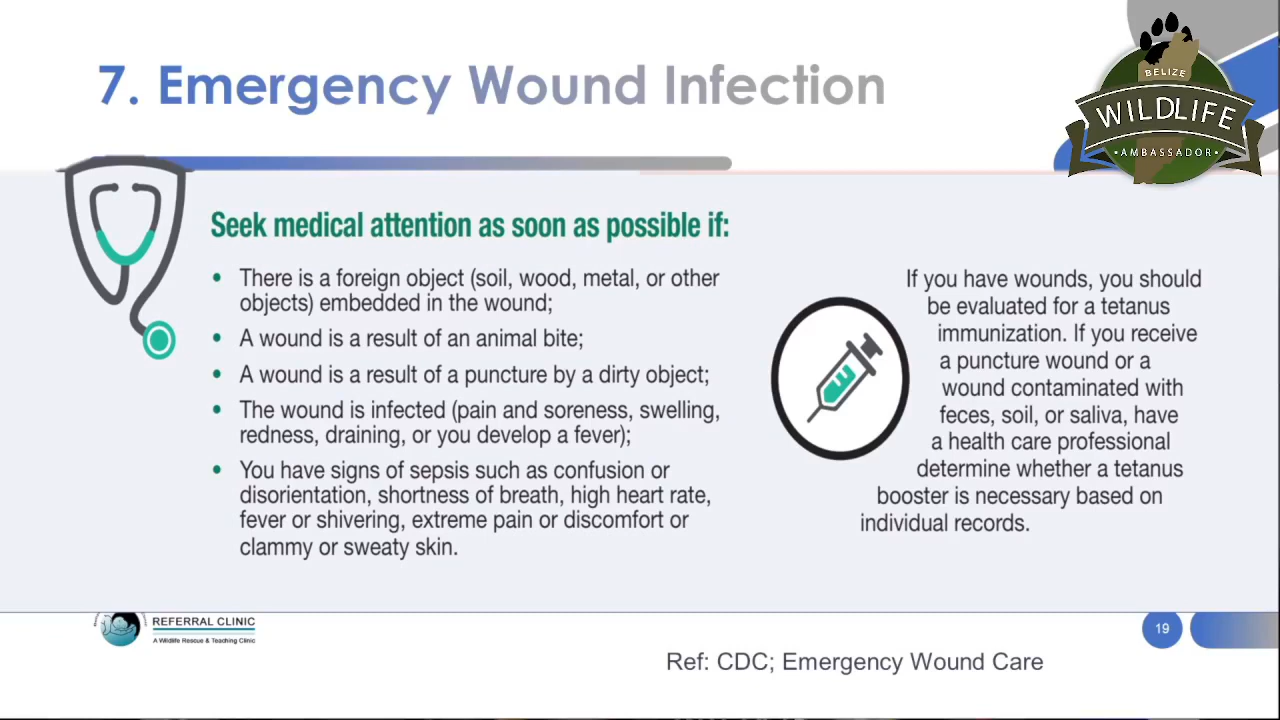 7. Emergency Wound Infection
BELIZE
WILDLIFE
•AMBASSADOR•
Seek medical attention as soon as possible if:
• There is a foreign object (soil, wood, metal, or other
objects) embedded in the wound;
• A wound is a result of an animal bite;
• A wound is a result of a puncture by a dirty object;
• The wound is infected (pain and soreness, swelling,
redness, draining, or you develop a fever);
• You have signs of sepsis such as confusion or
disorientation, shortness of breath, high heart rate,
fever or shivering, extreme pain or discomfort or
clammy or sweaty skin.
If you have wounds, you should
be evaluated for a tetanus
immunization. If you receive
a puncture wound or a
wound contaminated with
feces, soil, or saliva, have
a health care professional
determine whether a tetanus
booster is necessary based on
individual records.
REFERRAL CLINIC
A Wildlife Rescue & Teaching Clinic
19
Ref: CDC; Emergency Wound Care